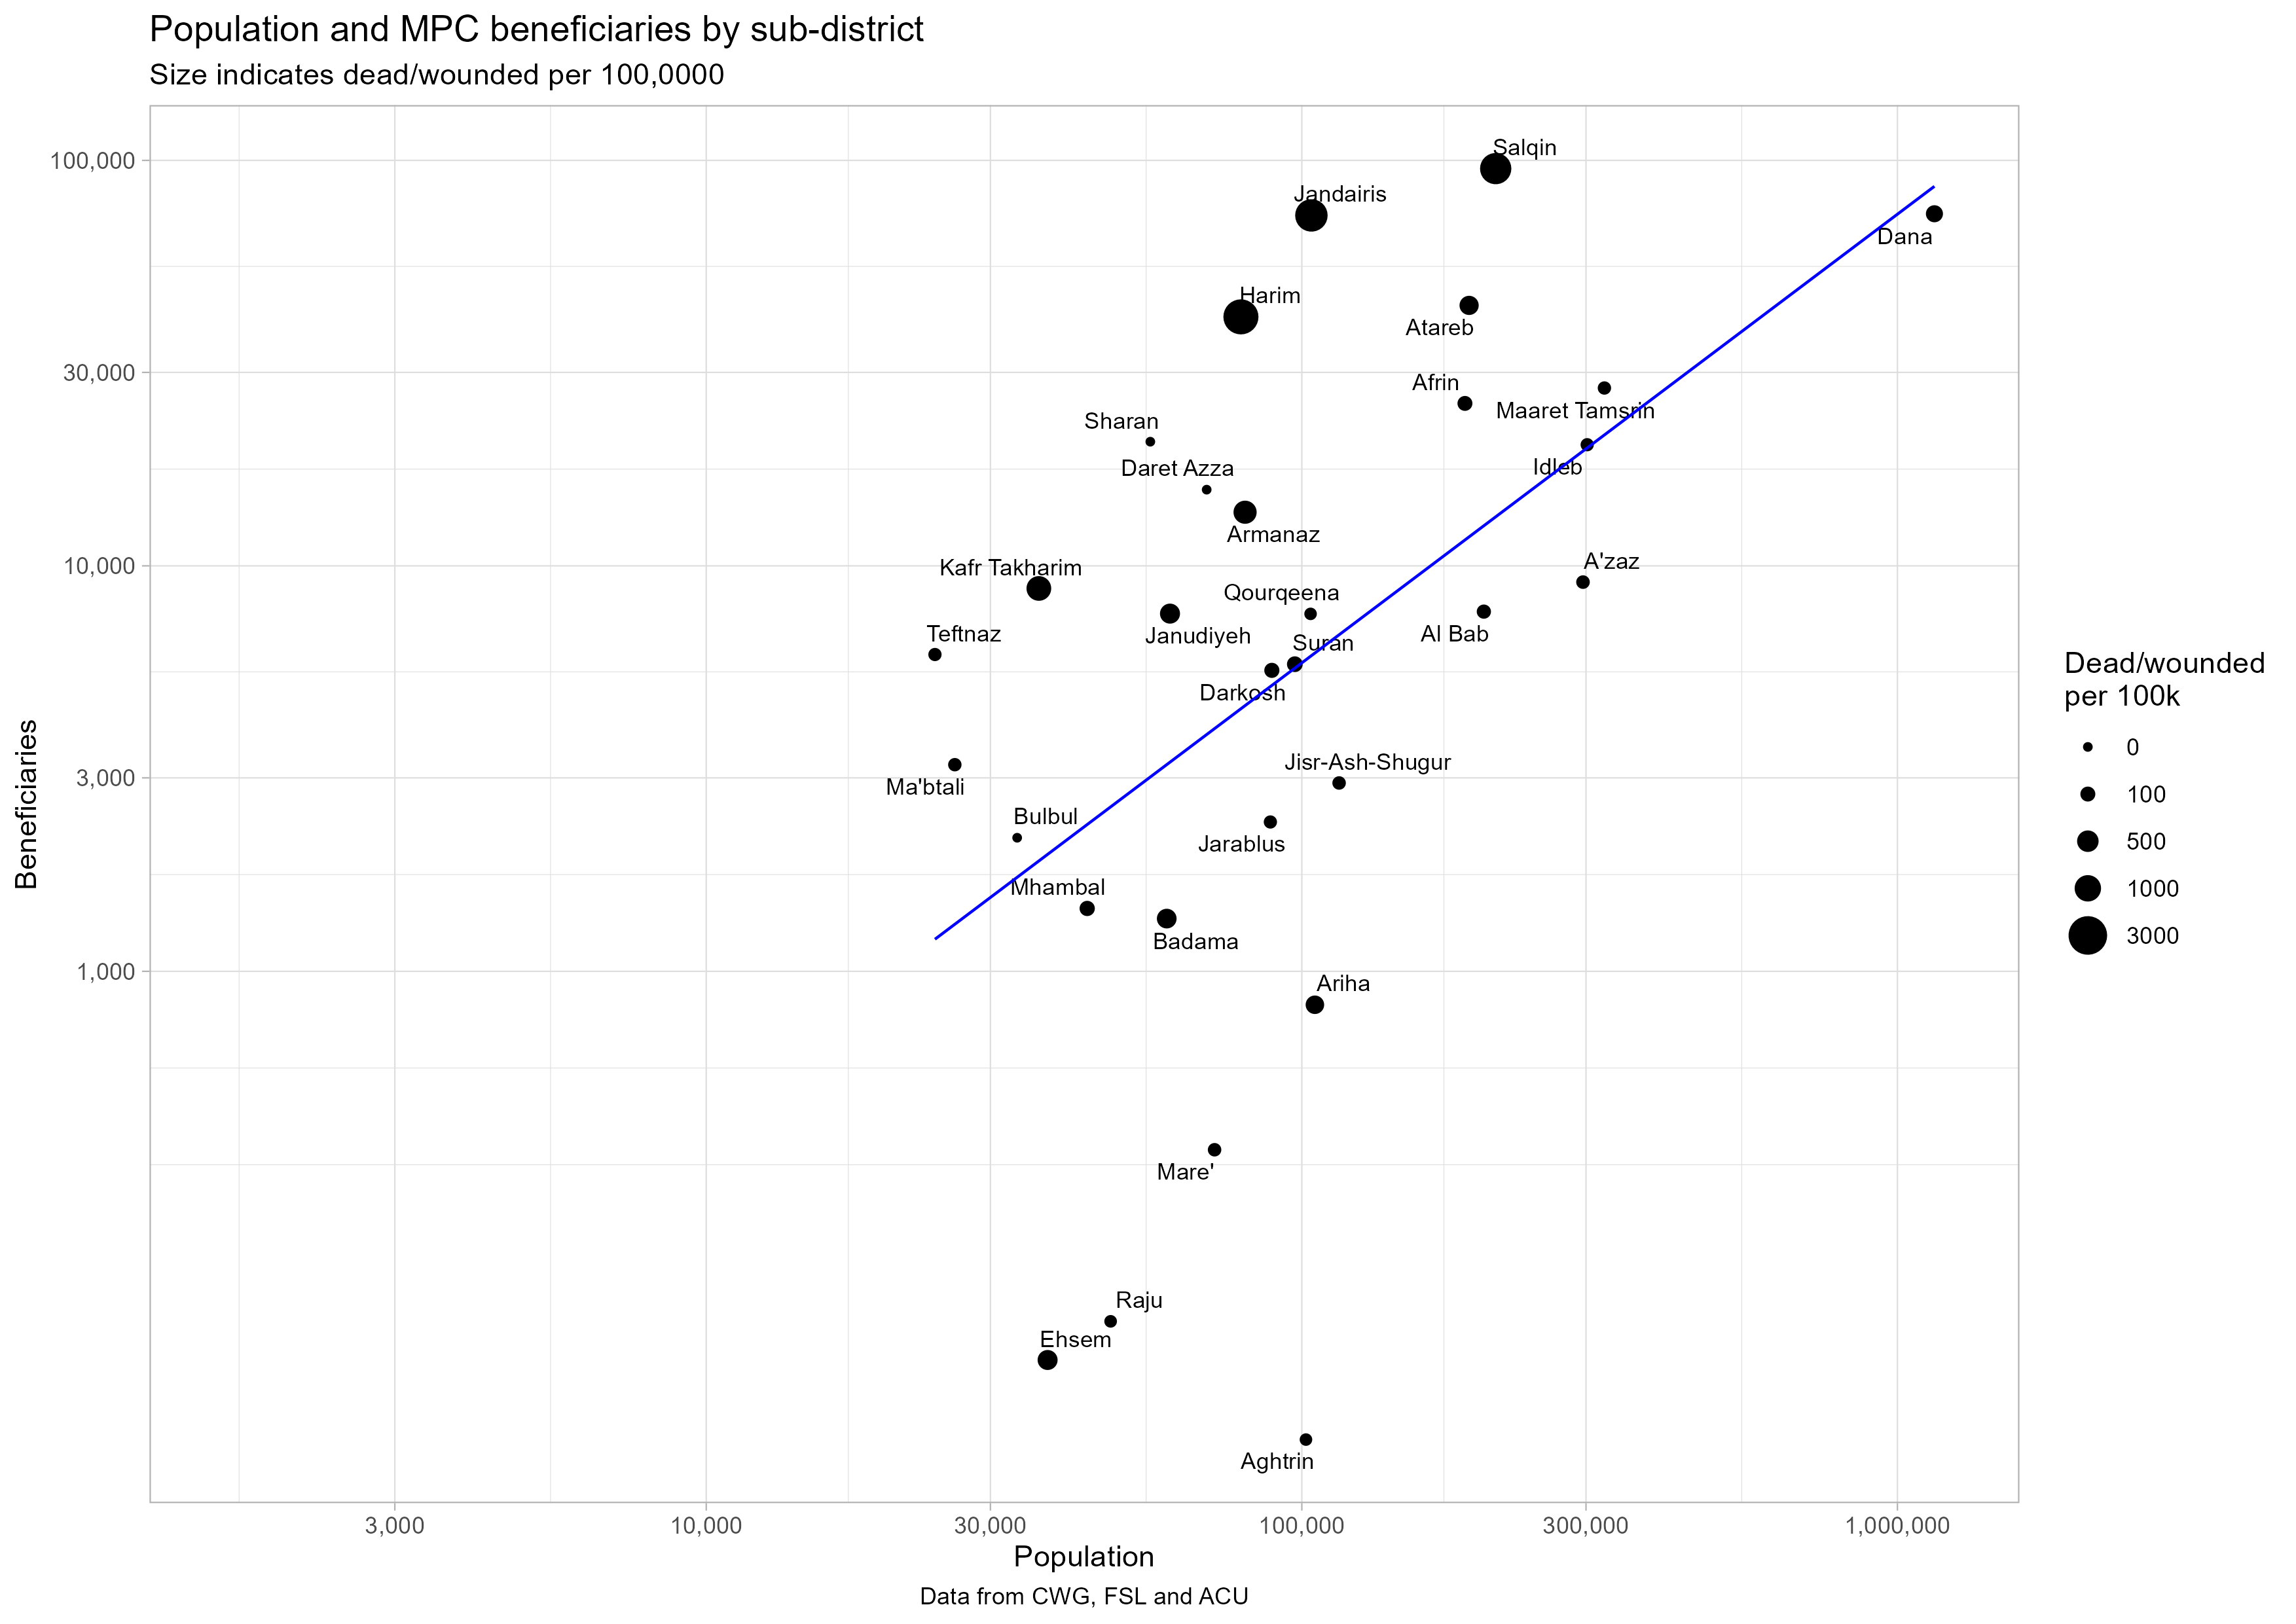 Population and MPC beneficiaries by sub-district
Size indicates dead/wounded per 100,0000
100,000
30,000
10,000
3,000
1,000
Beneficiaries
Salqin
Jandairis
Dana
Harim
Atareb
Afrin
Maaret Tamsrin
Sharan
Idleb
Daret Azza
Armanaz
A'zaz
Kafr Takharim
Qourqeena
Teftnaz
Janudiyeh
Al Bab
Suran
Darkosh
Jisr-Ash-Shugur
Ma'btali
Bulbul
Jarablus
Mhambal
Badama
Ariha
Mare'
Raju
Ehsem
Aghtrin
3,000
10,000
30,000
100,000
300,000
1,000,000
Population
Data from CWG, FSL and ACU
Dead/wounded
per 100k
0
100
500
1000
3000